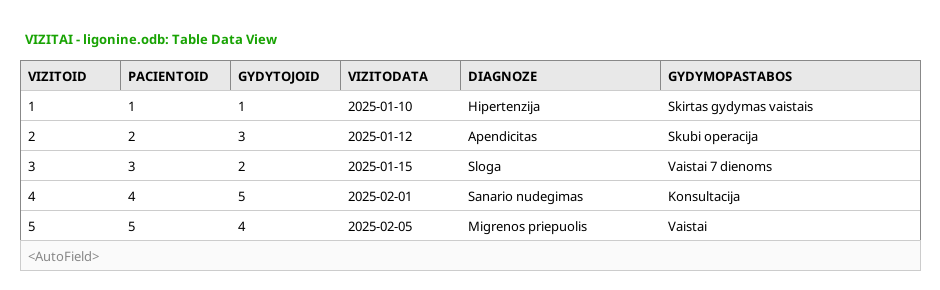 VIZITAI - ligonine.odb: Table Data View
VIZITOID PACIENTOID GYDYTOJOID VIZITODATA DIAGNOZE GYDYMOPASTABOS
1 1 1 2025-01-10 Hipertenzija Skirtas gydymas vaistais
2 2 3 2025-01-12 Apendicitas Skubi operacija
3 3 2 2025-01-15 Sloga Vaistai 7 dienoms
4 4 5 2025-02-01 Sanario nudegimas Konsultacija
5 5 4 2025-02-05 Migrenos priepuolis Vaistai
<AutoField>